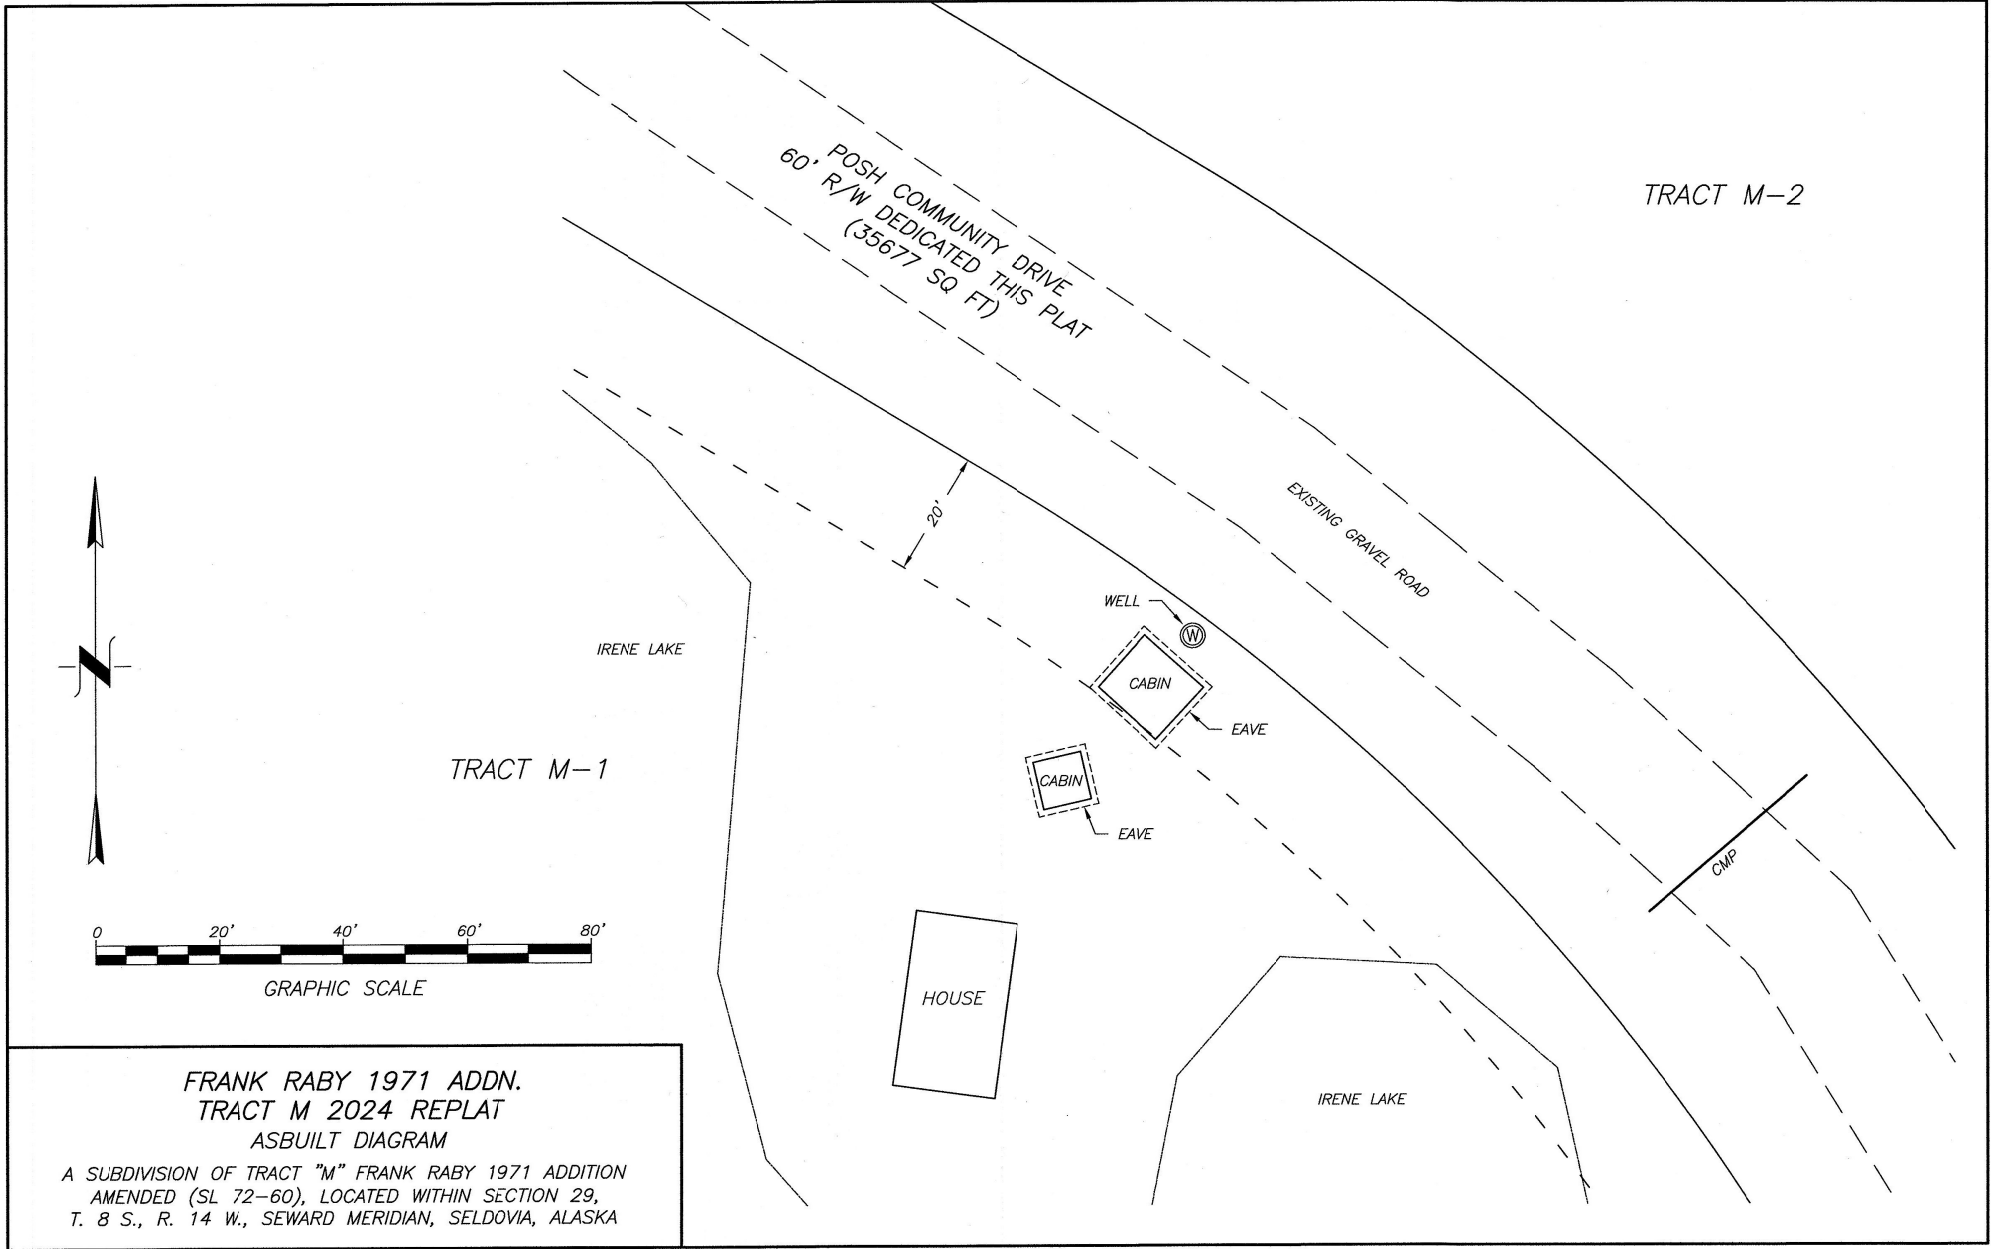 POSH COMMUNITY DRIVE
60' R/W DEDICATED THIS PLAT
(35677 SQ FT)
TRACT M-2
EXISTING GRAVEL ROAD
20'
WELL
W
CABIN
EAVE
IRENE LAKE
TRACT M-1
CABIN
EAVE
CMP
N
0 20' 40' 60' 80'
GRAPHIC SCALE
HOUSE
IRENE LAKE
FRANK RABY 1971 ADDN.
TRACT M 2024 REPLAT
ASBUILT DIAGRAM
A SUBDIVISION OF TRACT "M" FRANK RABY 1971 ADDITION
AMENDED (SL 72-60), LOCATED WITHIN SECTION 29,
T. 8 S., R. 14 W., SEWARD MERIDIAN, SELDOVIA, ALASKA